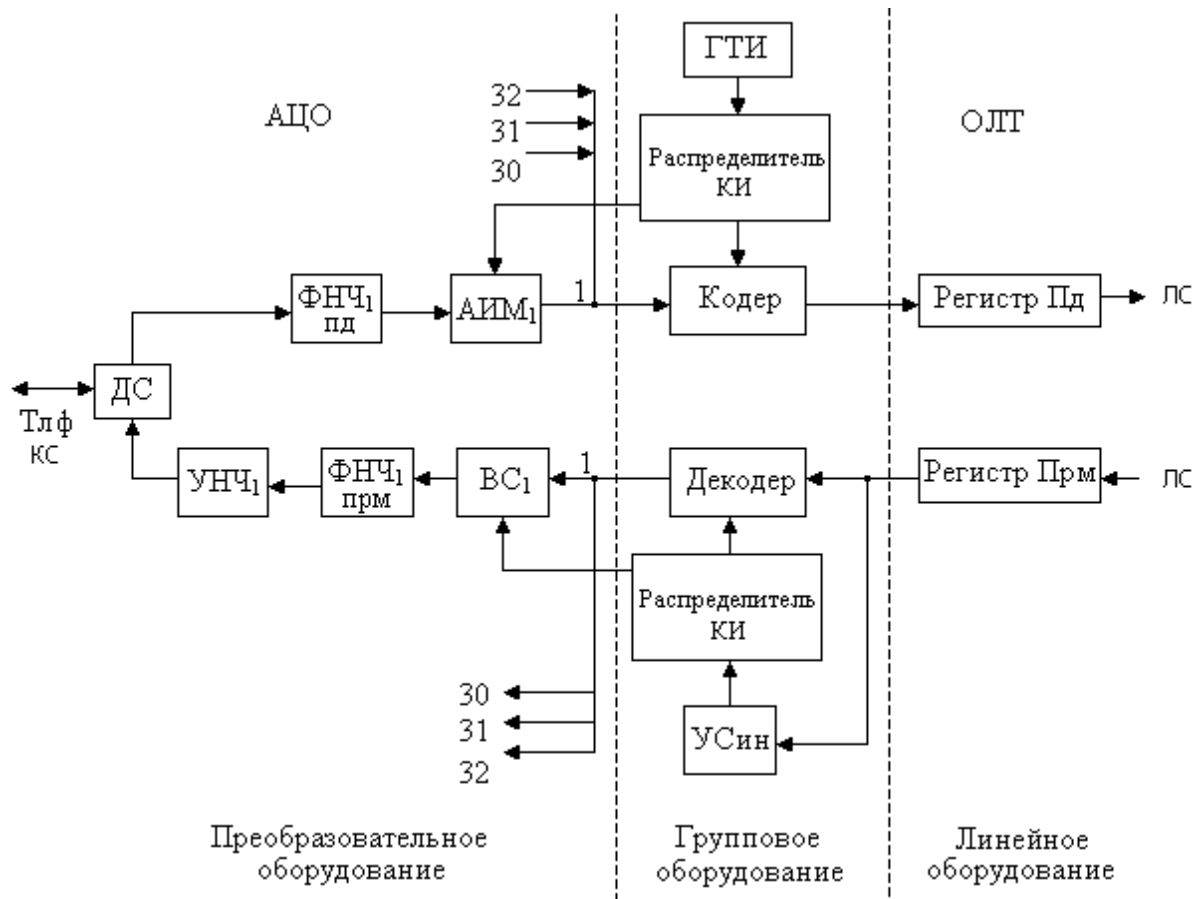 ГТИ
32
АЦО
31
ОЛТ
30
Распределитель
КИ
ФНЧ1
пд
АИМ1
1
Кодер
Регистр Пд
ЛС
ДС
Тлф
КС
УНЧ1
ФНЧ1
прм
ВС1
1
Декодер
Регистр Прм
ЛС
Распределитель
КИ
30
31
УСин
32
Преобразовательное
оборудование
Групповое
оборудование
Линейное
оборудование